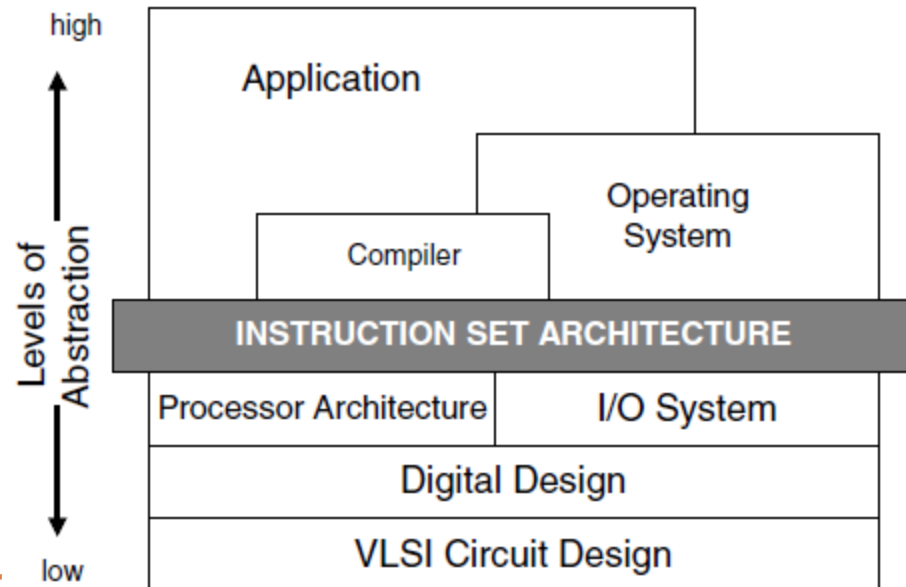 high
Application
Operating
System
Compiler
Levels of
Abstraction
INSTRUCTION SET ARCHITECTURE
Processor Architecture
I/O System
Digital Design
VLSI Circuit Design
low